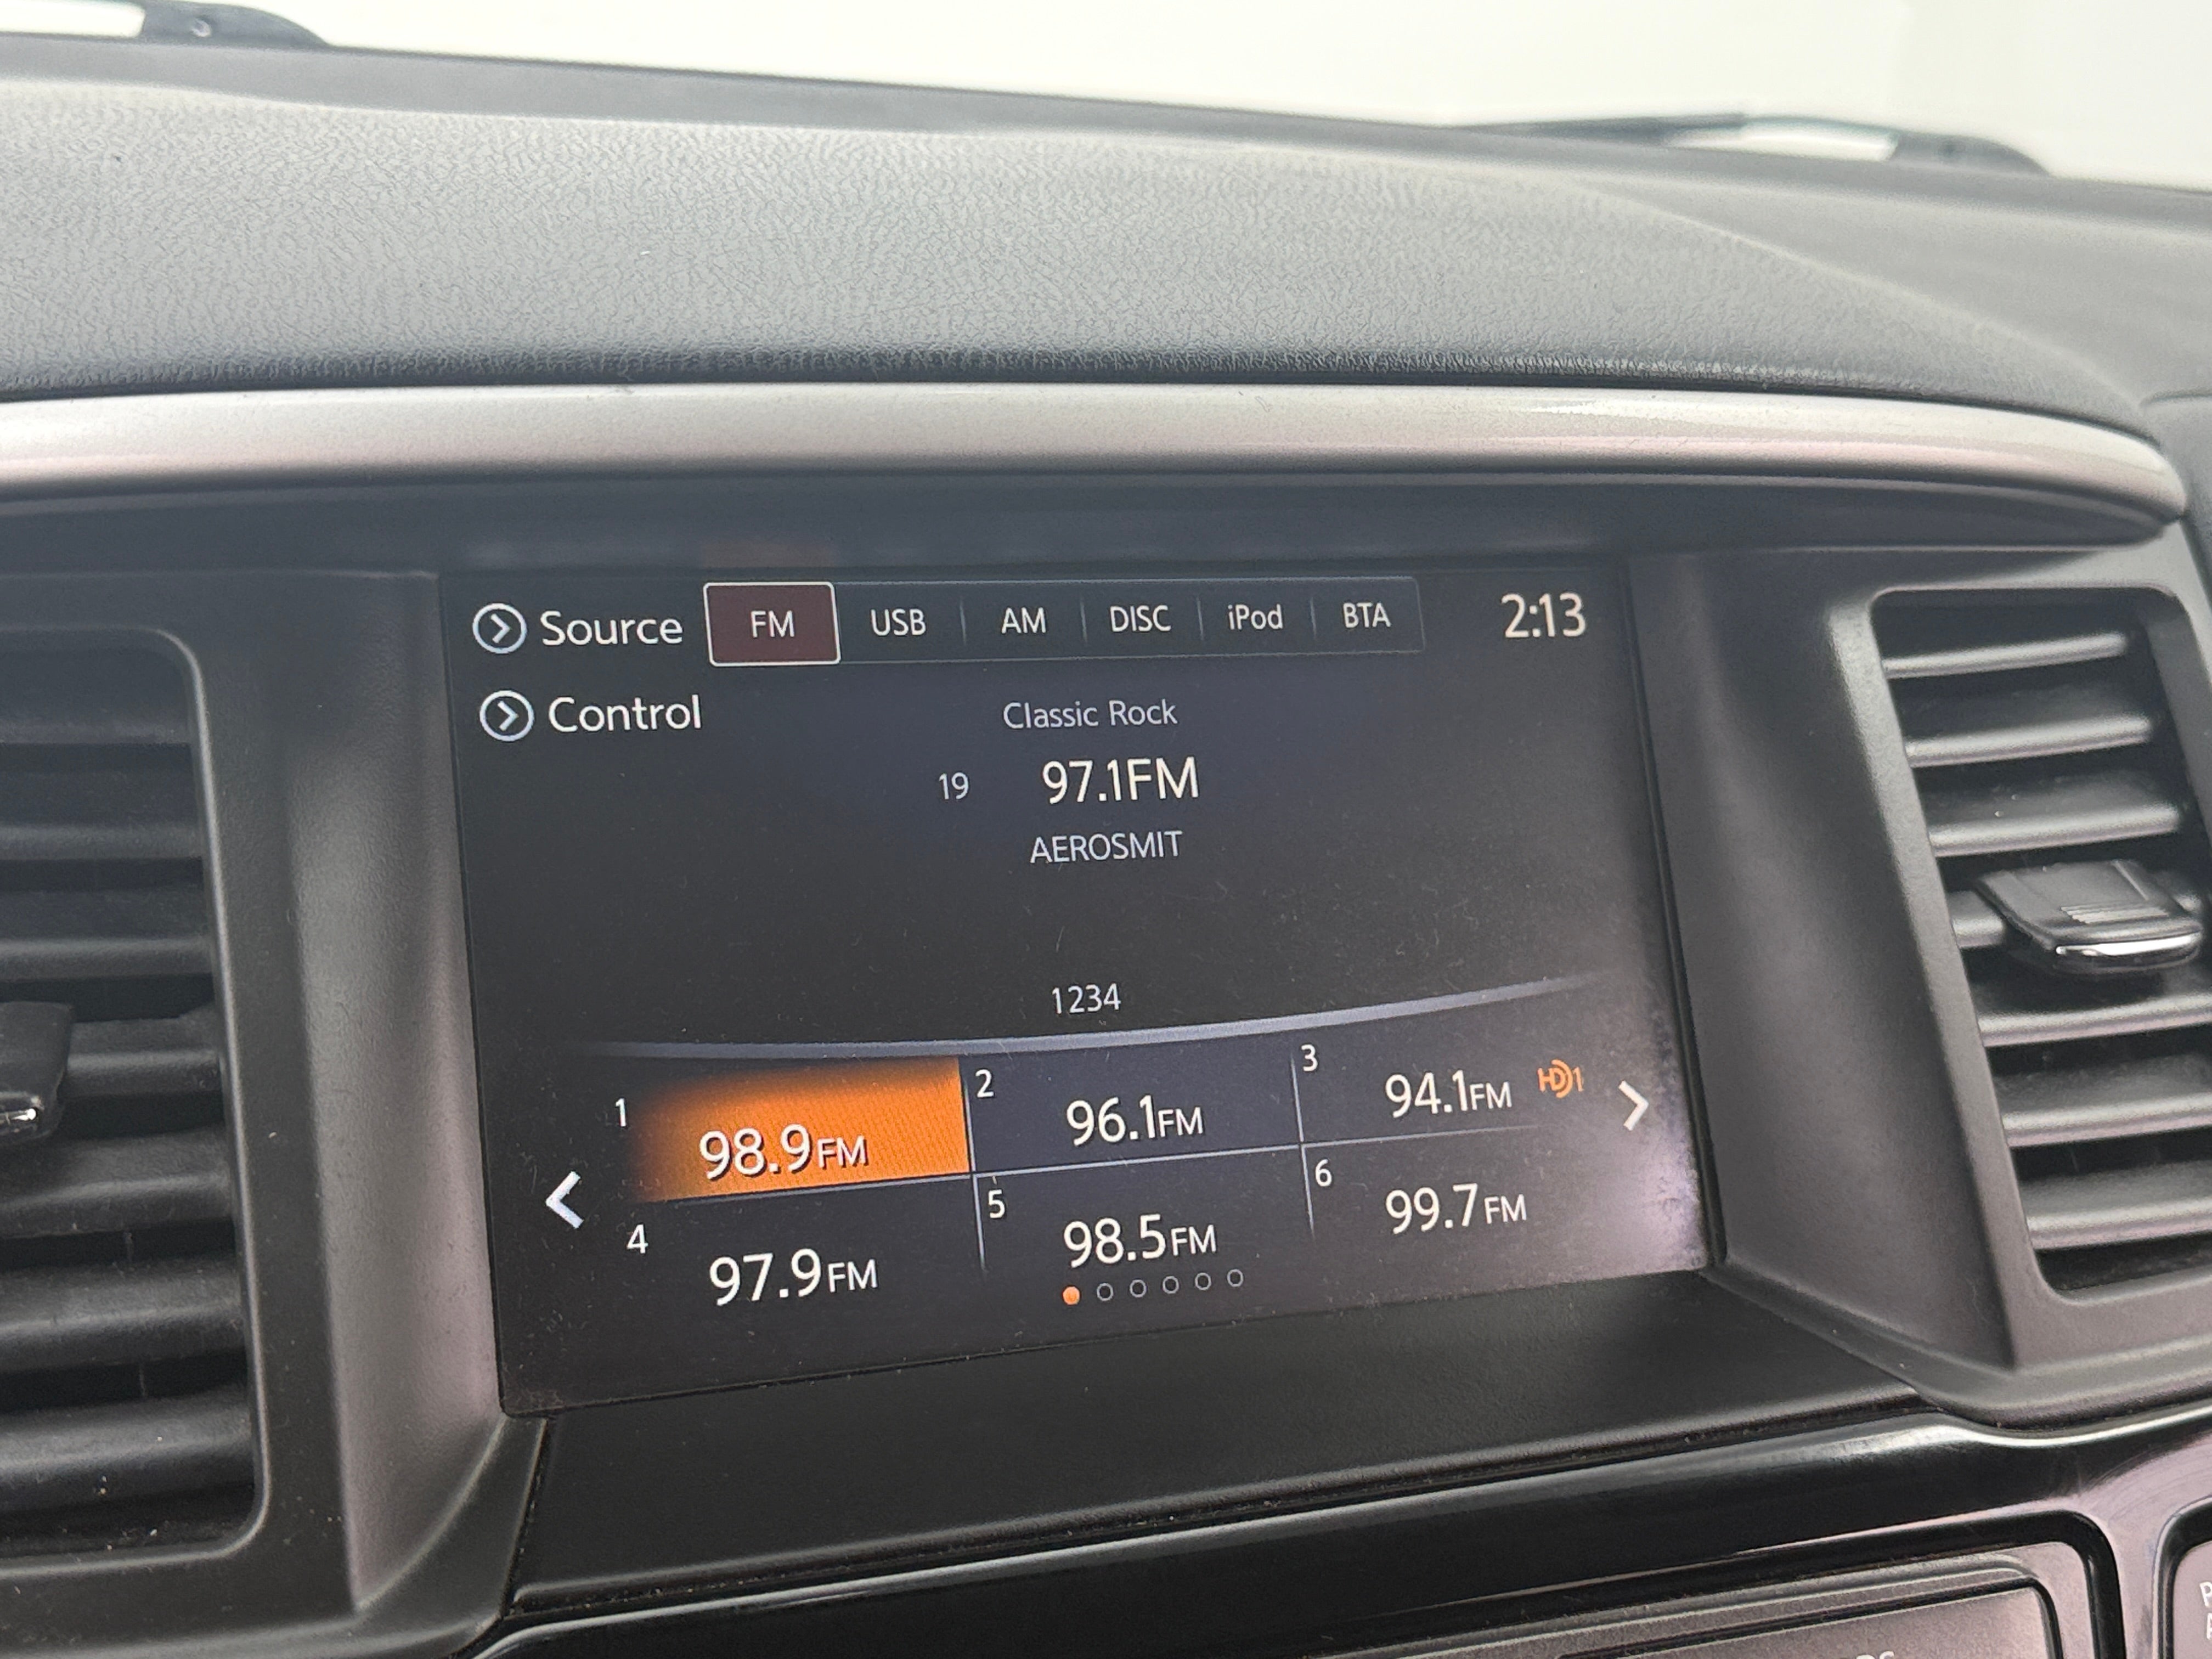 Source FM USB AM DISC iPod BTA 2:13
Control
Classic Rock
19 97.1FM
AEROSMIT
1234
1 98.9FM 2 96.1FM 3 94.1FM HD1
4 97.9FM 5 98.5FM 6 99.7FM